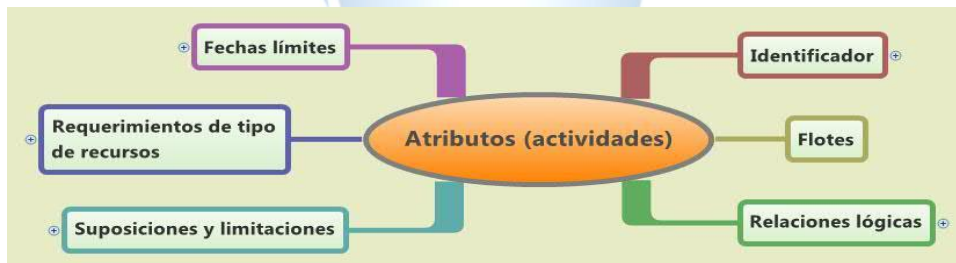 Fechas límites
Identificador
Requerimientos de tipo
de recursos
Atributos (actividades)
Flotes
Suposiciones y limitaciones
Relaciones lógicas